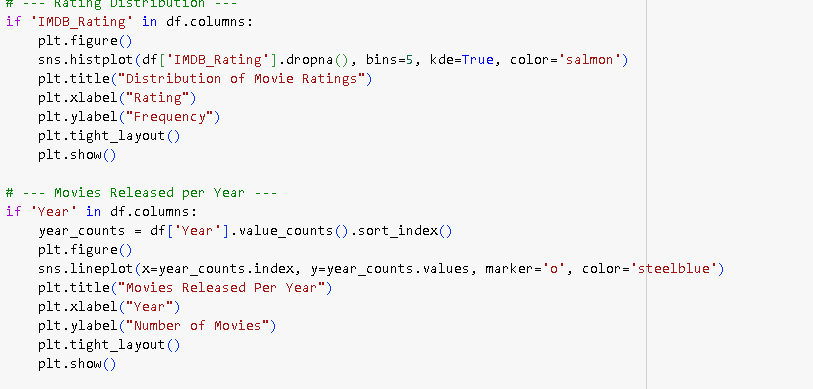 # --- Rating Distribution ---
if 'IMDB_Rating' in df.columns:
    plt.figure()
    sns.histplot(df['IMDB_Rating'].dropna(), bins=5, kde=True, color='salmon')
    plt.title("Distribution of Movie Ratings")
    plt.xlabel("Rating")
    plt.ylabel("Frequency")
    plt.tight_layout()
    plt.show()

# --- Movies Released per Year ---
if 'Year' in df.columns:
    year_counts = df['Year'].value_counts().sort_index()
    plt.figure()
    sns.lineplot(x=year_counts.index, y=year_counts.values, marker='o', color='steelblue')
    plt.title("Movies Released Per Year")
    plt.xlabel("Year")
    plt.ylabel("Number of Movies")
    plt.tight_layout()
    plt.show()